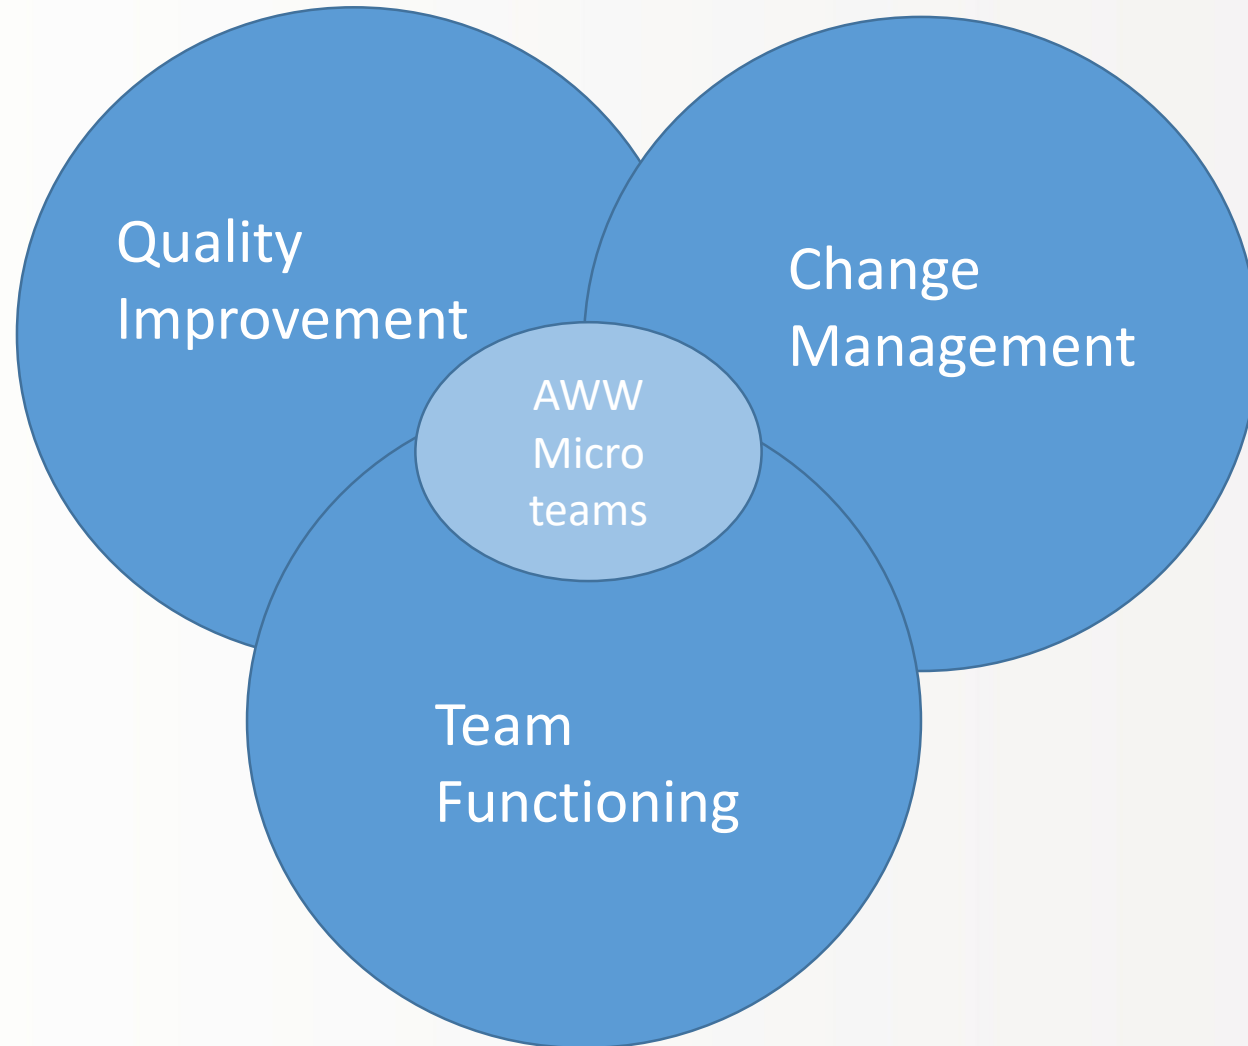 Quality
Improvement
Change
Management
AWW
Micro
teams
Team
Functioning